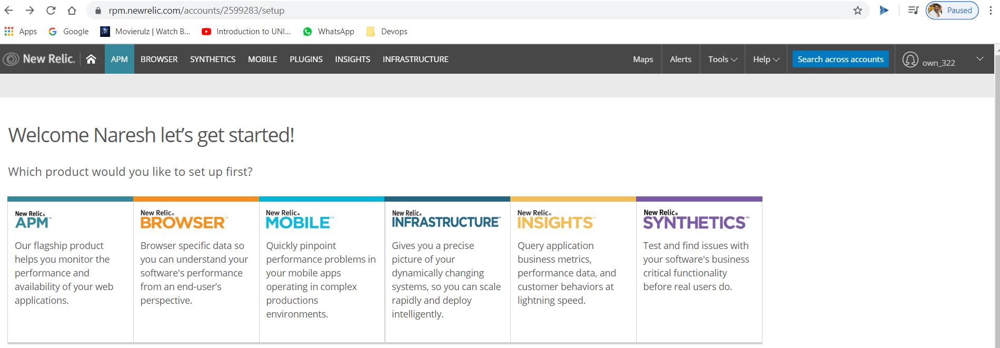 rpm.newrelic.com/accounts/2599283/setup
Paused
Apps
Google
Movierulz | Watch B...
Introduction to UNI...
WhatsApp
Devops
New Relic.
APM
BROWSER
SYNTHETICS
MOBILE
PLUGINS
INSIGHTS
INFRASTRUCTURE
Maps
Alerts
Tools
Help
Search across accounts
own_322
Welcome Naresh let’s get started!
Which product would you like to set up first?
New Relic®
APM™
Our flagship product
helps you monitor the
performance and
availability of your web
applications.
New Relic®
BROWSER™
Browser specific data so
you can understand your
software's performance
from an end-user’s
perspective.
New Relic®
MOBILE™
Quickly pinpoint
performance problems in
your mobile apps
operating in complex
productions
environments.
New Relic®
INFRASTRUCTURE™
Gives you a precise
picture of your
dynamically changing
systems, so you can scale
rapidly and deploy
intelligently.
New Relic®
INSIGHTS™
Query application
business metrics,
performance data, and
customer behaviors at
lightning speed.
New Relic®
SYNTHETICS™
Test and find issues with
your software's business
critical functionality
before real users do.